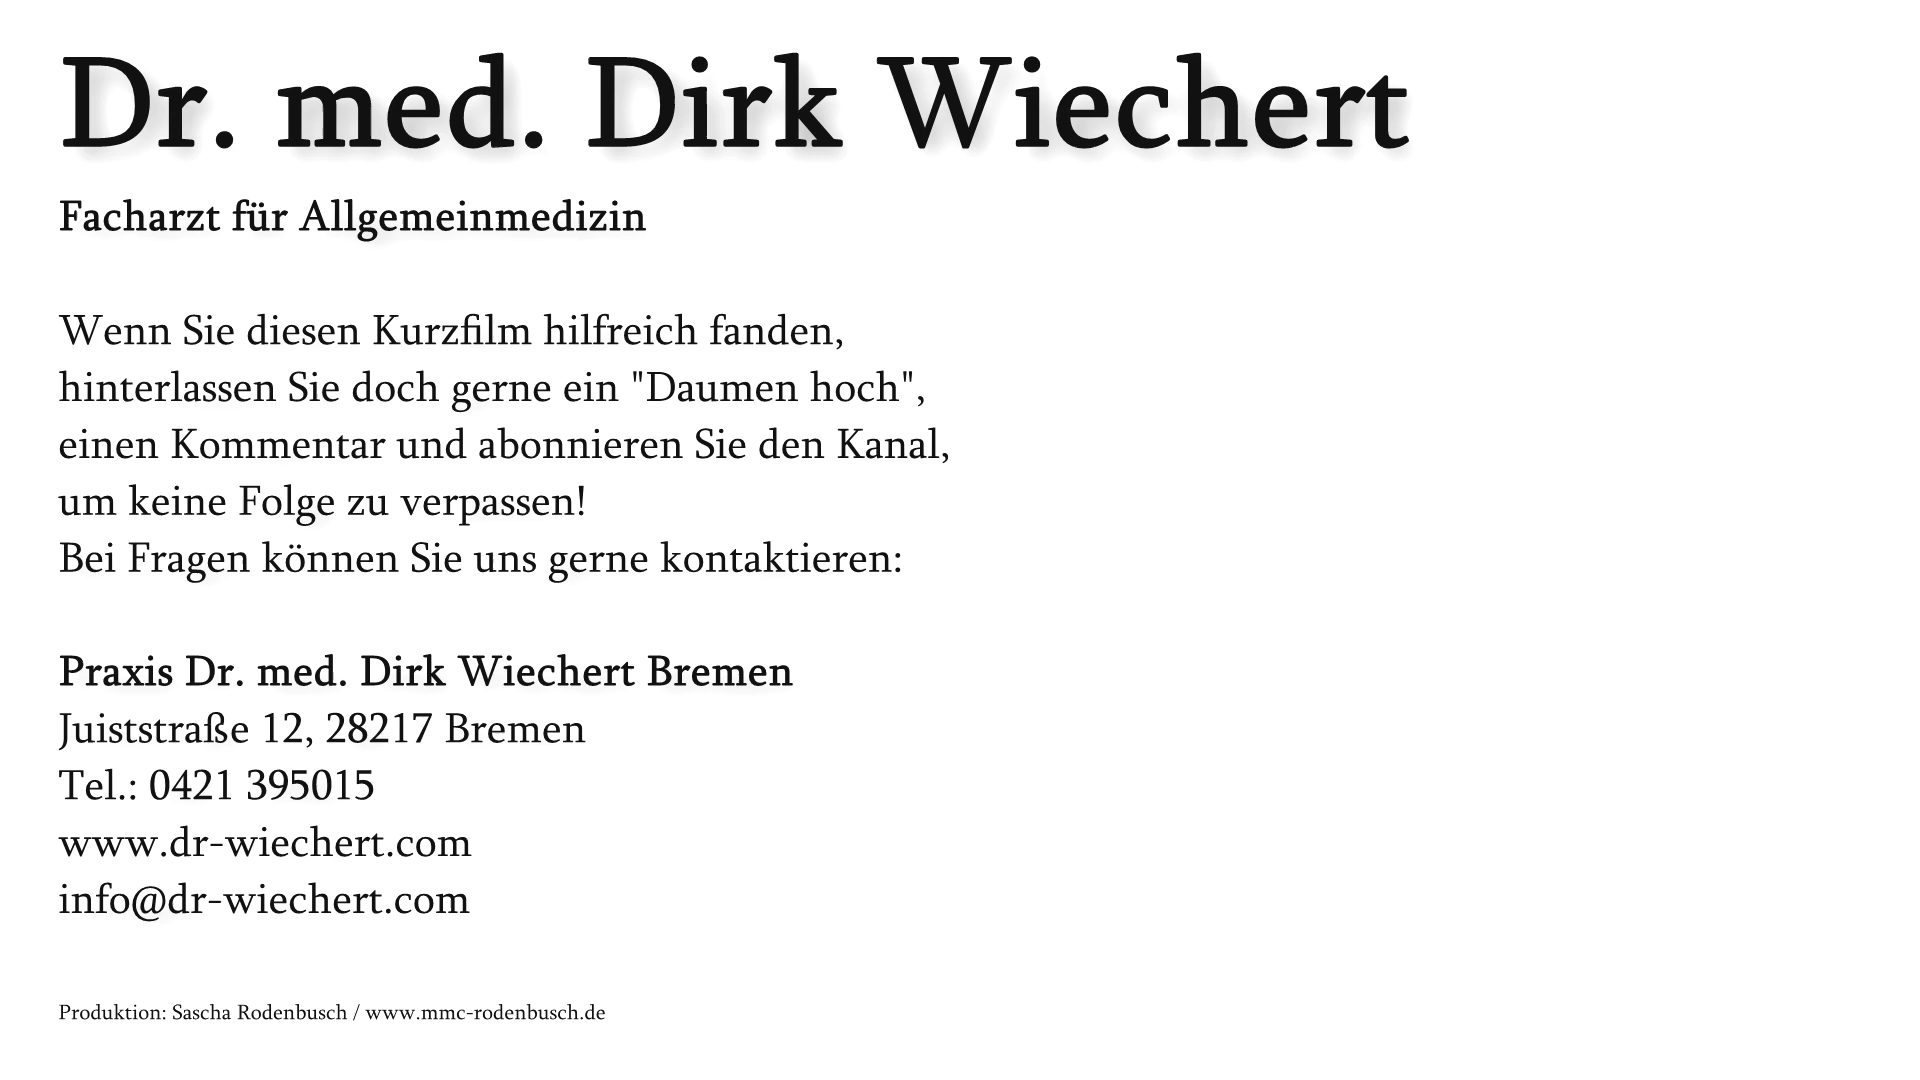 Dr. med. Dirk Wiechert
Facharzt für Allgemeinmedizin
Wenn Sie diesen Kurzfilm hilfreich fanden,
hinterlassen Sie doch gerne ein "Daumen hoch",
einen Kommentar und abonnieren Sie den Kanal,
um keine Folge zu verpassen!
Bei Fragen können Sie uns gerne kontaktieren:
Praxis Dr. med. Dirk Wiechert Bremen
Juiststraße 12, 28217 Bremen
Tel.: 0421 395015
www.dr-wiechert.com
info@dr-wiechert.com
Produktion: Sascha Rodenbusch / www.mmc-rodenbusch.de